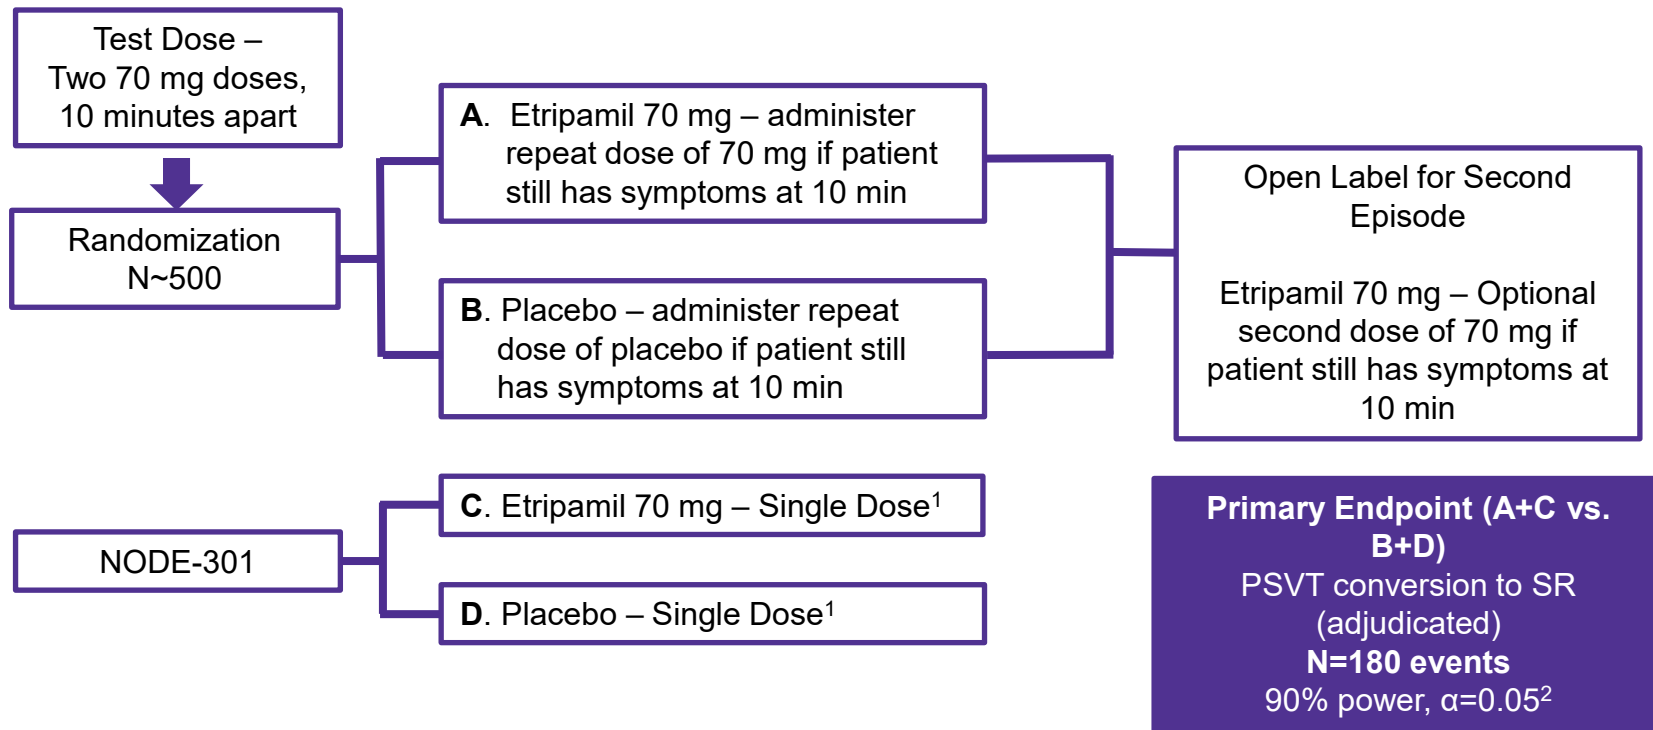 Test Dose –
Two 70 mg doses,
10 minutes apart
Randomization
N~500
A. Etripamil 70 mg – administer
repeat dose of 70 mg if patient
still has symptoms at 10 min
B. Placebo – administer repeat
dose of placebo if patient still
has symptoms at 10 min
Open Label for Second
Episode
Etripamil 70 mg – Optional
second dose of 70 mg if
patient still has symptoms at
10 min
NODE-301
C. Etripamil 70 mg – Single Dose¹
D. Placebo – Single Dose¹
Primary Endpoint (A+C vs.
B+D)
PSVT conversion to SR
(adjudicated)
N=180 events
90% power, α=0.05²